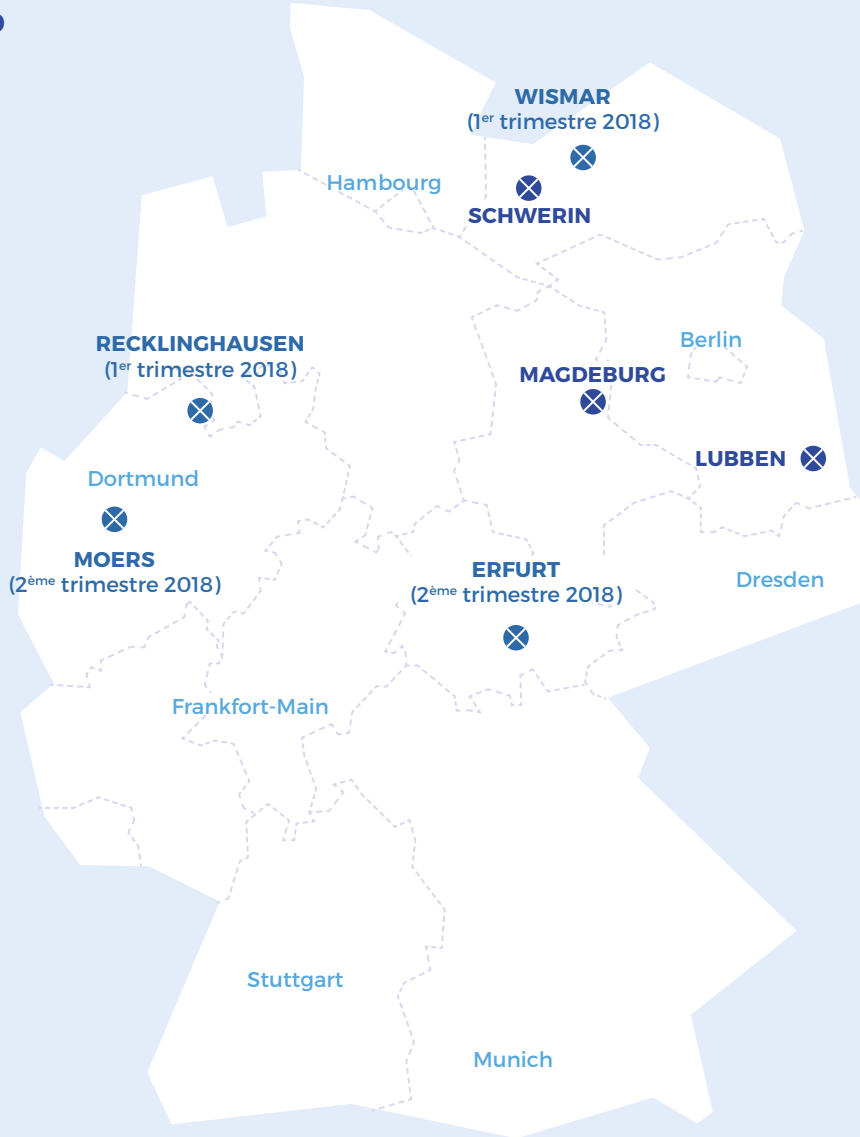 WISMAR
(1er trimestre 2018)
Hambourg
SCHWERIN
RECKLINGHAUSEN
(1er trimestre 2018)
Berlin
MAGDEBURG
LUBBEN
Dortmund
MOERS
(2ème trimestre 2018)
ERFURT
(2ème trimestre 2018)
Dresden
Frankfort-Main
Stuttgart
Munich